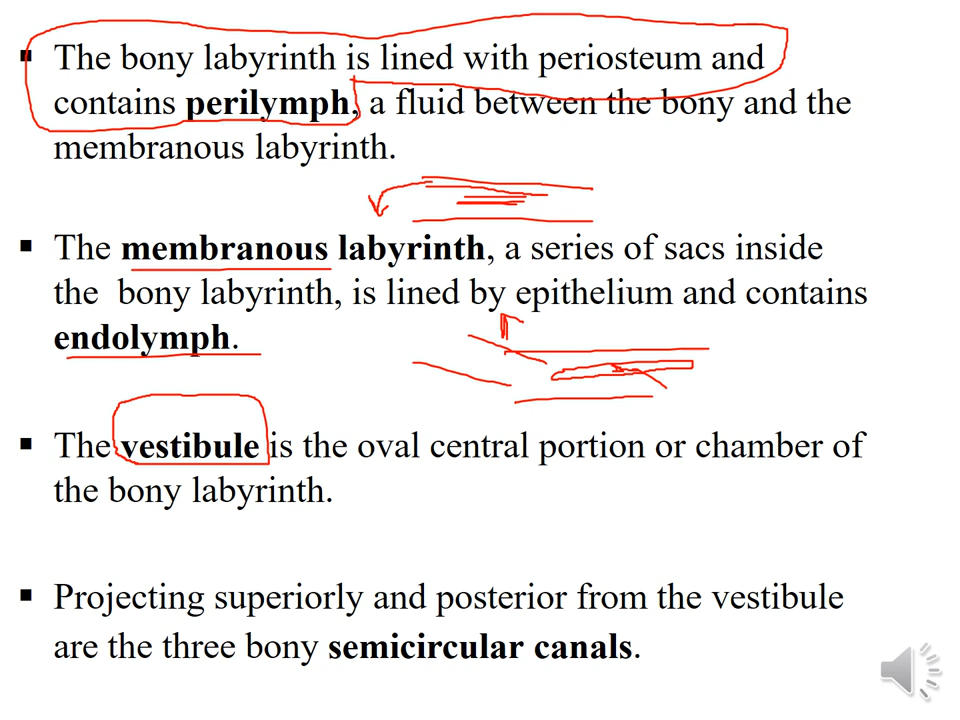 ▪ The bony labyrinth is lined with periosteum and
contains perilymph, a fluid between the bony and the
membranous labyrinth.
▪ The membranous labyrinth, a series of sacs inside
the bony labyrinth, is lined by epithelium and contains
endolymph.
▪ The vestibule is the oval central portion or chamber of
the bony labyrinth.
▪ Projecting superiorly and posterior from the vestibule
are the three bony semicircular canals.